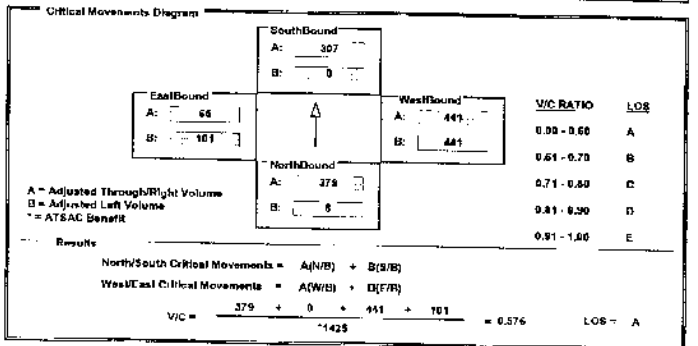 Critical Movements Diagram
SouthBound
A: 307
B: 0
EastBound
A: 66
B: 101
WestBound
A: 441
B: 441
NorthBound
A: 379
B: 6
V/C RATIO LOS
0.00 - 0.60 A
0.61 - 0.70 B
0.71 - 0.80 C
0.81 - 0.90 D
0.91 - 1.00 E
A = Adjusted Through/Right Volume
B = Adjusted Left Volume
* = ATSAC Benefit
Results
North/South Critical Movements = A(N/B) + B(S/B)
West/East Critical Movements = A(W/B) + B(E/B)
V/C = 379 + 0 + 441 + 101 = 0.576 LOS = A
*1425